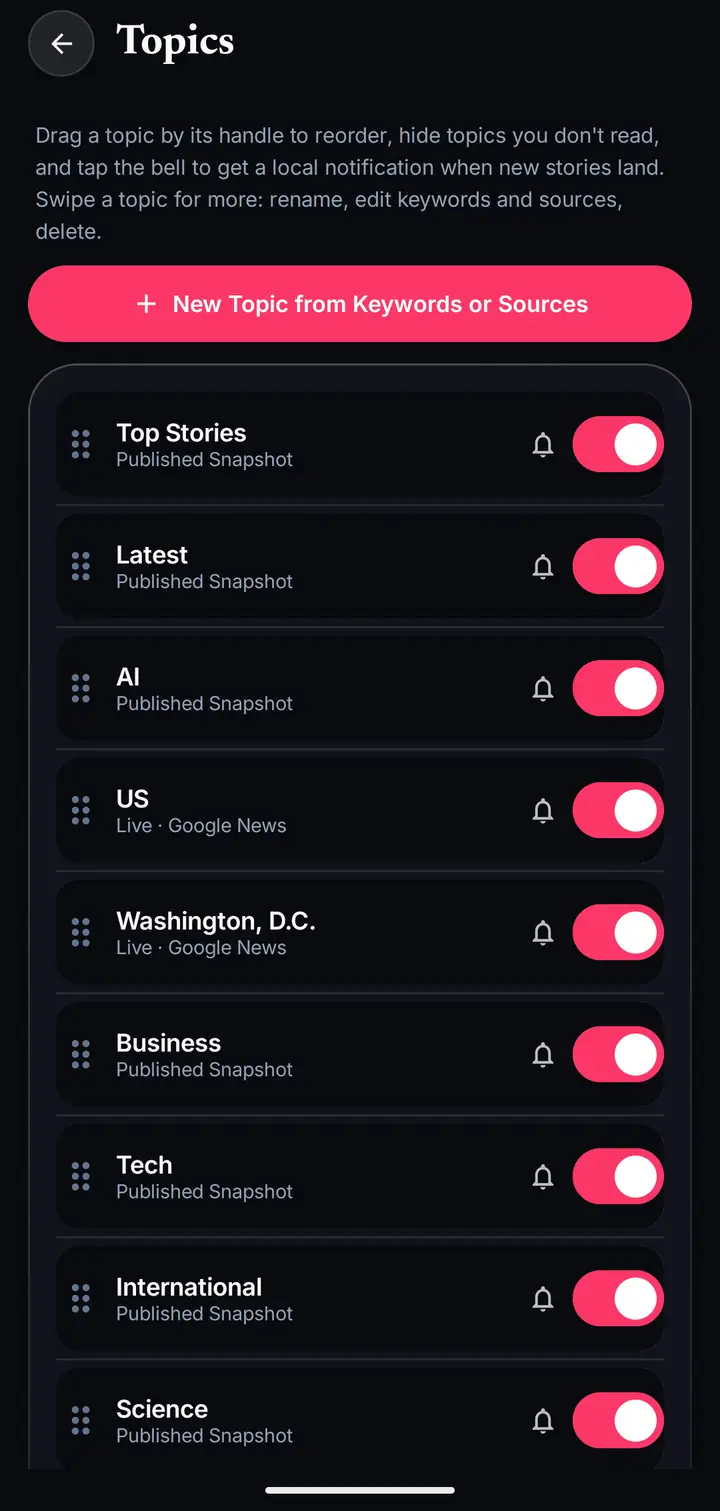 Topics
Drag a topic by its handle to reorder, hide topics you don't read,
and tap the bell to get a local notification when new stories land.
Swipe a topic for more: rename, edit keywords and sources,
delete.
+ New Topic from Keywords or Sources
Top Stories
Published Snapshot
Latest
Published Snapshot
AI
Published Snapshot
US
Live · Google News
Washington, D.C.
Live · Google News
Business
Published Snapshot
Tech
Published Snapshot
International
Published Snapshot
Science
Published Snapshot